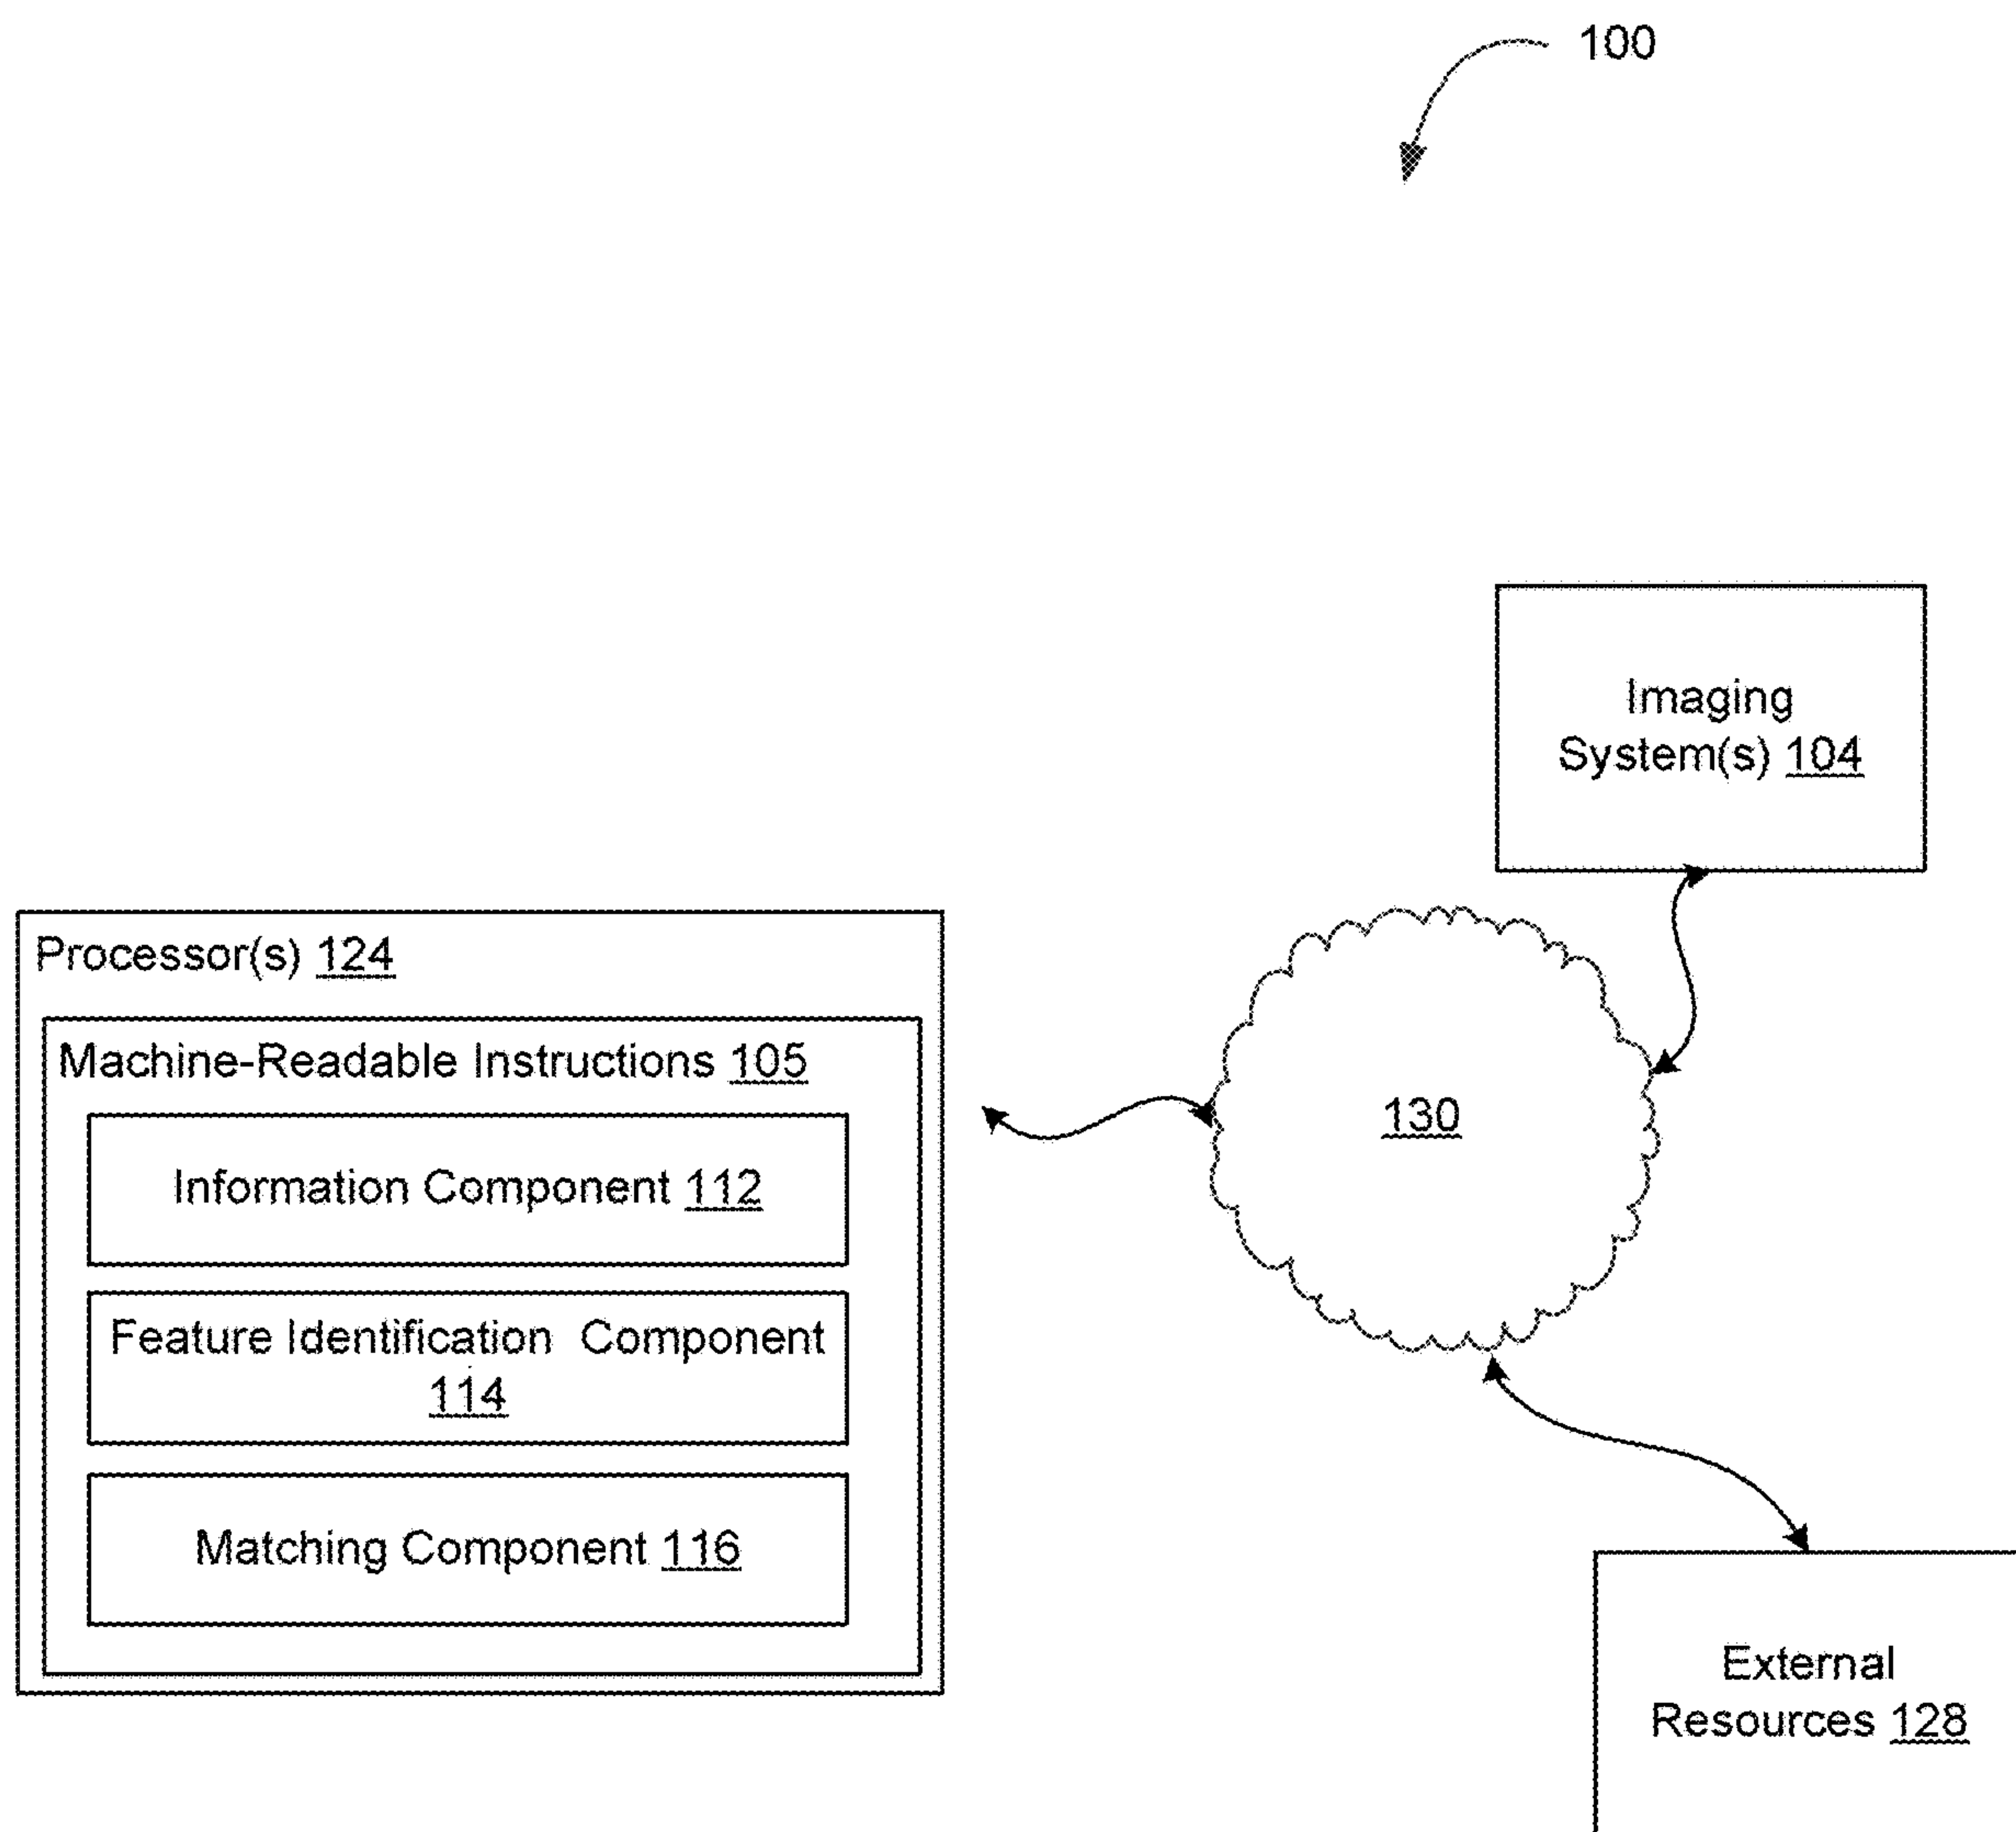 100
Imaging
System(s) 104
Processor(s) 124
Machine-Readable Instructions 105
Information Component 112
130
Feature Identification Component
114
Matching Component 116
External
Resources 128